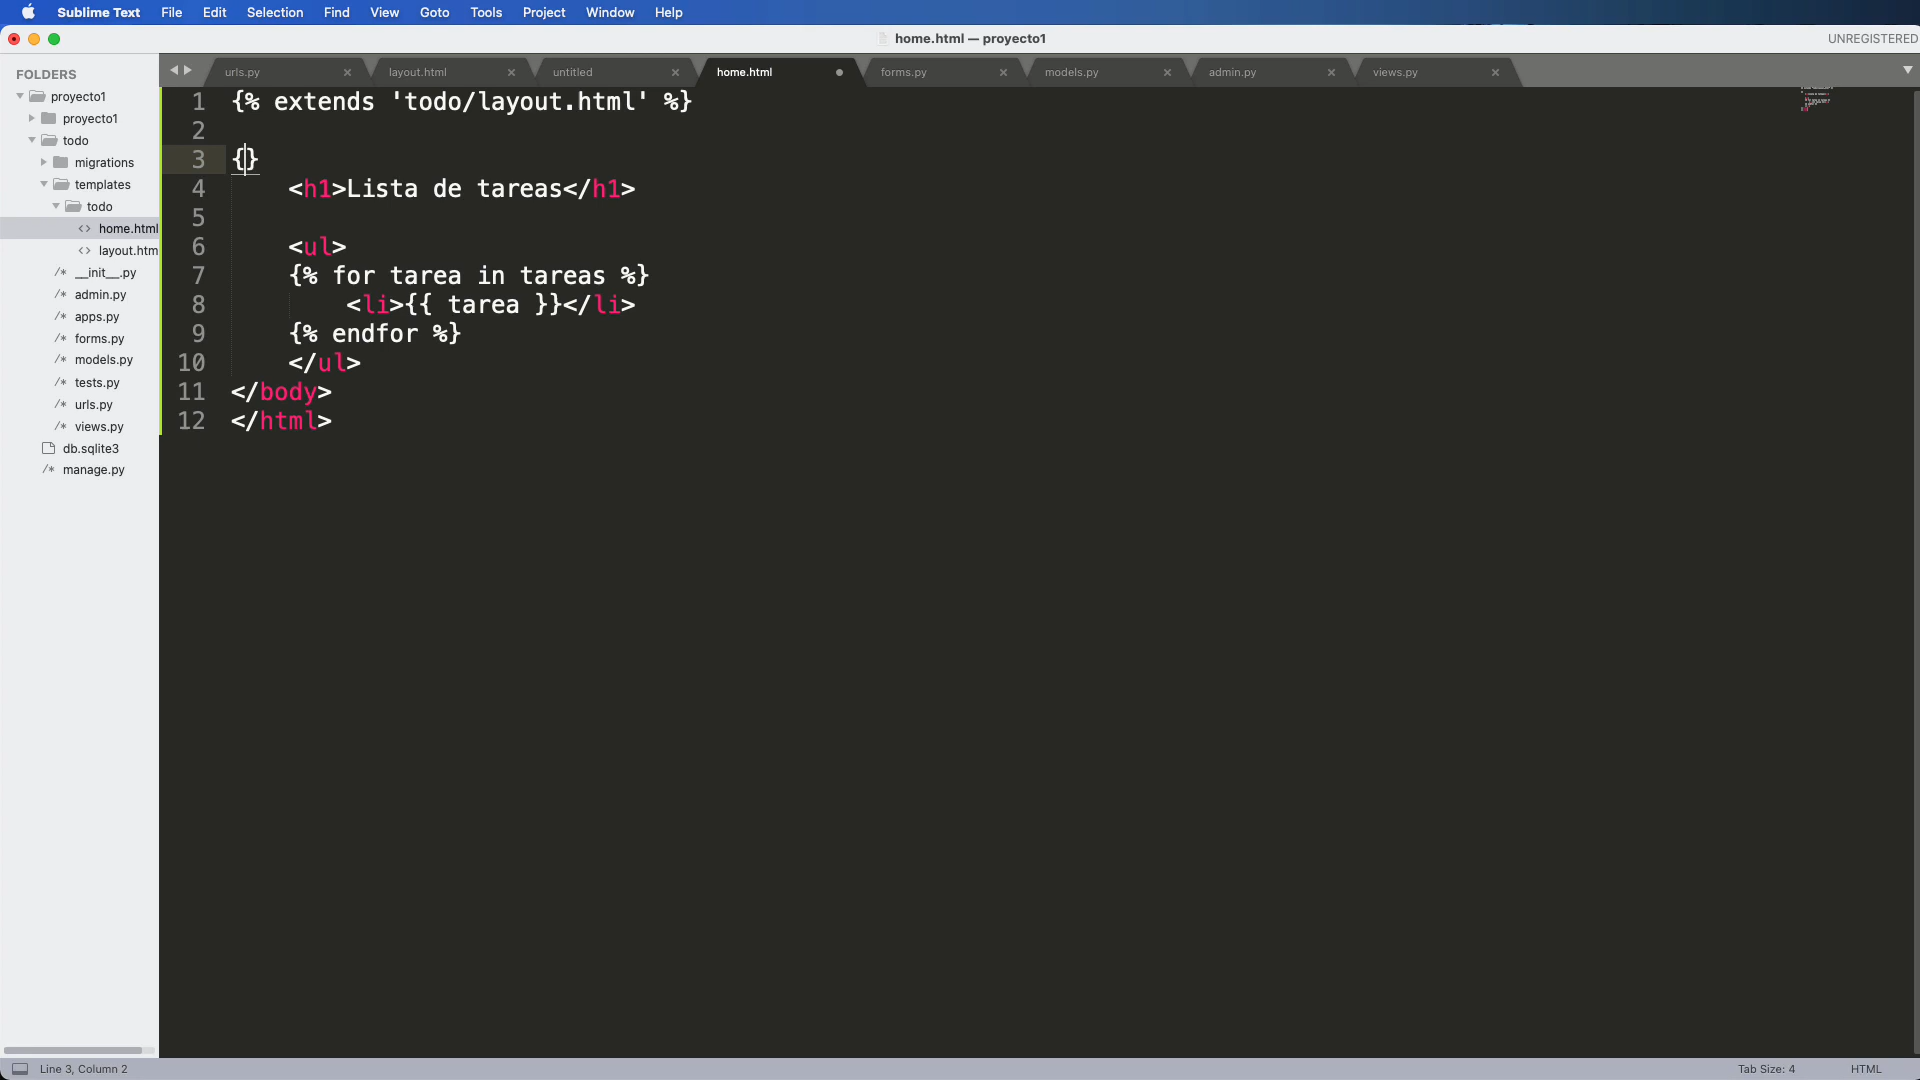 Sublime Text File Edit Selection Find View Goto Tools Project Window Help
home.html — proyecto1
UNREGISTERED
FOLDERS
proyecto1
proyecto1
todo
migrations
templates
todo
<> home.html
<> layout.htm
/* __init__.py
/* admin.py
/* apps.py
/* forms.py
/* models.py
/* tests.py
/* urls.py
/* views.py
db.sqlite3
/* manage.py
urls.py layout.html untitled home.html forms.py models.py admin.py views.py
1 {% extends 'todo/layout.html' %}
2
3 {}
4 <h1>Lista de tareas</h1>
5
6 <ul>
7 {% for tarea in tareas %}
8 <li>{{ tarea }}</li>
9 {% endfor %}
10 </ul>
11 </body>
12 </html>
Line 3, Column 2
Tab Size: 4
HTML